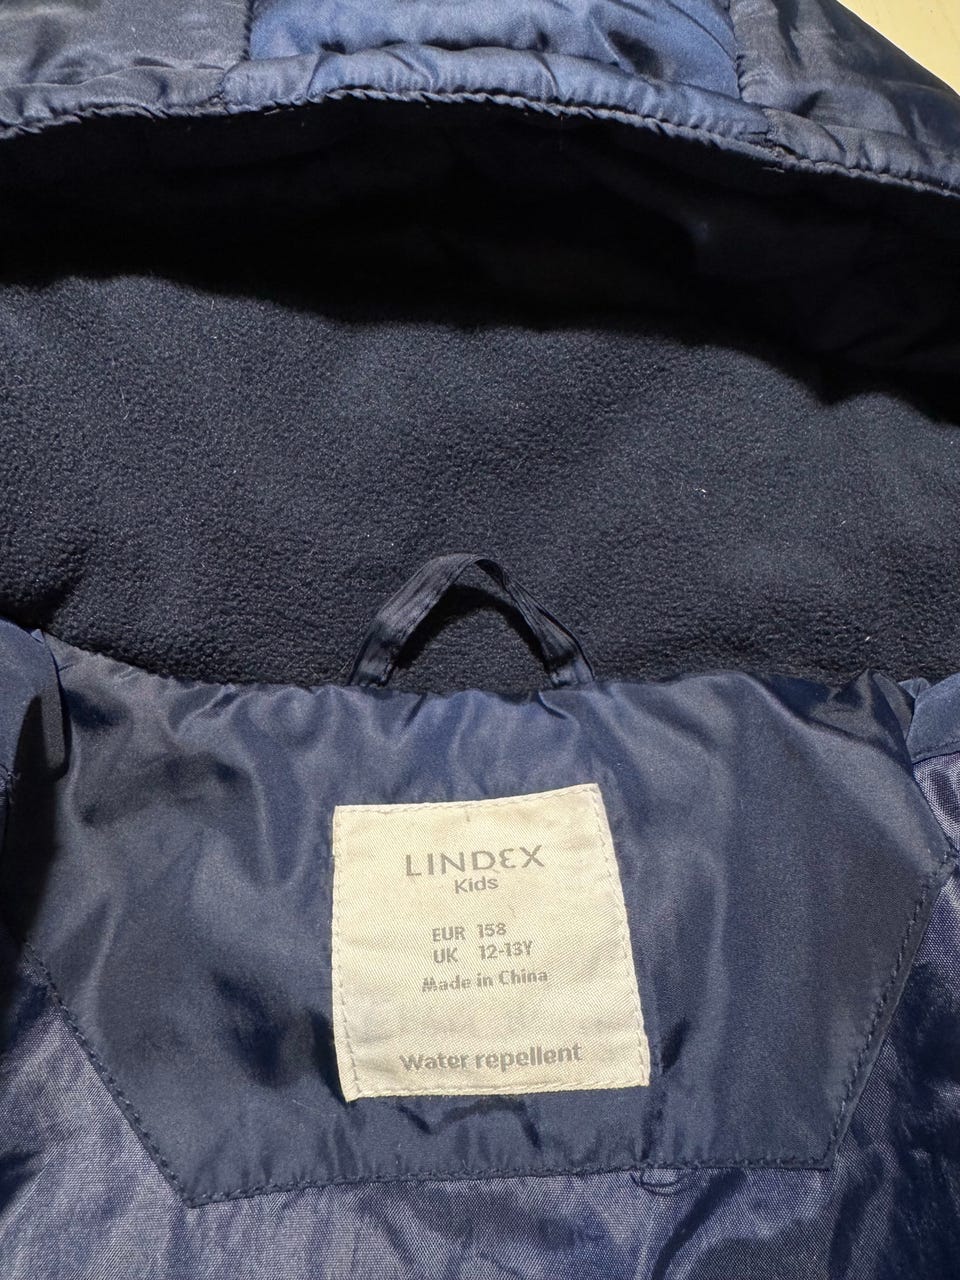 LINDEX
Kids
EUR 158
UK 12-13Y
Made in China
Water repellent